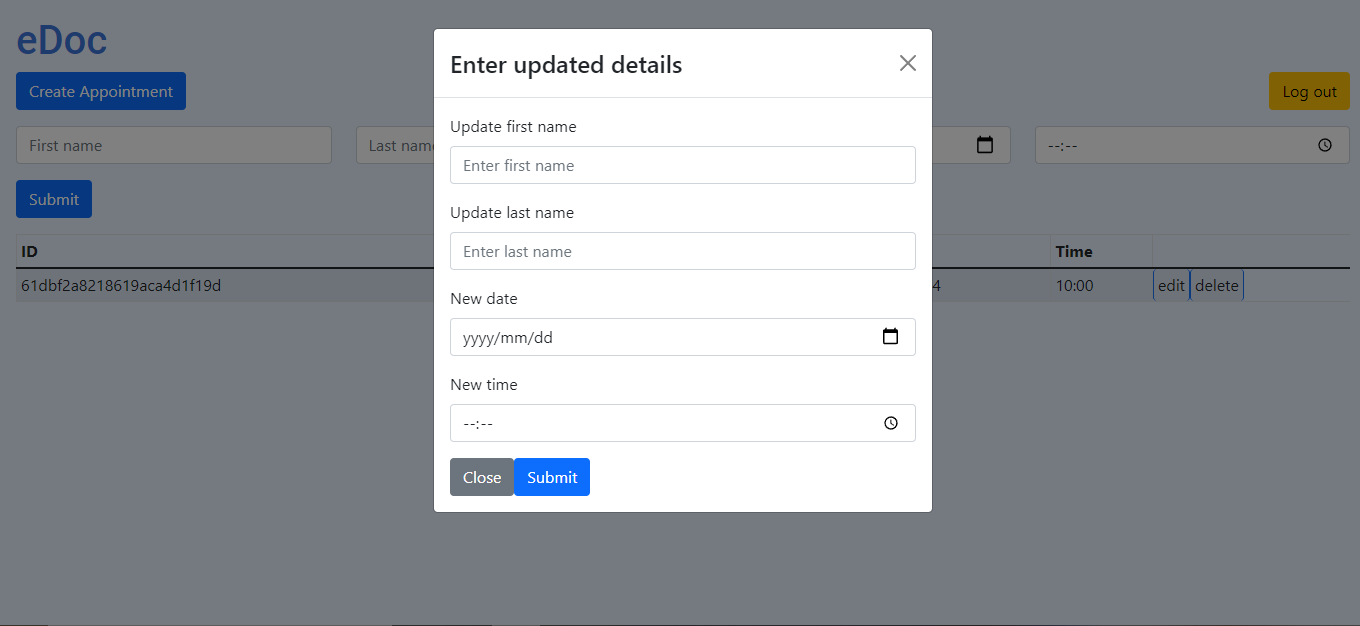 eDoc
Create Appointment
Log out
First name
Last name
--:--
Submit
ID
Time
61dbf2a8218619aca4d1f19d
10:00
edit
delete
Enter updated details
Update first name
Enter first name
Update last name
Enter last name
New date
yyyy/mm/dd
New time
--:--
Close
Submit